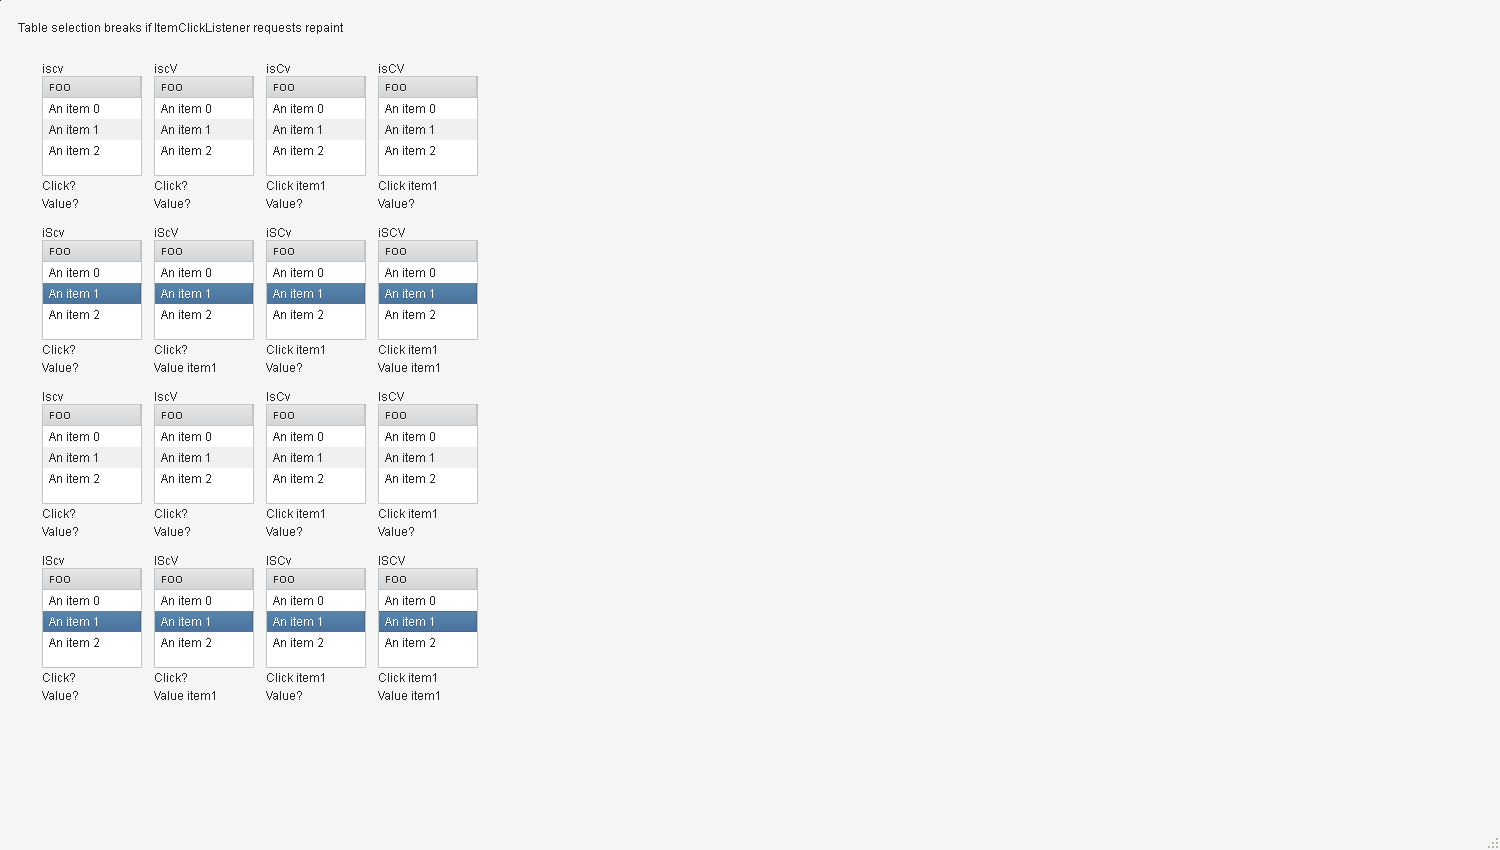 Table selection breaks if ItemClickListener requests repaint
iscv iscV isCv isCV
FOO FOO FOO FOO
An item 0 An item 0 An item 0 An item 0
An item 1 An item 1 An item 1 An item 1
An item 2 An item 2 An item 2 An item 2
Click? Click? Click item1 Click item1
Value? Value? Value? Value?
iScv iScV iSCv iSCV
FOO FOO FOO FOO
An item 0 An item 0 An item 0 An item 0
An item 1 An item 1 An item 1 An item 1
An item 2 An item 2 An item 2 An item 2
Click? Click? Click item1 Click item1
Value? Value item1 Value? Value item1
Iscv IscV IsCv IsCV
FOO FOO FOO FOO
An item 0 An item 0 An item 0 An item 0
An item 1 An item 1 An item 1 An item 1
An item 2 An item 2 An item 2 An item 2
Click? Click? Click item1 Click item1
Value? Value? Value? Value?
IScv IScV ISCv ISCV
FOO FOO FOO FOO
An item 0 An item 0 An item 0 An item 0
An item 1 An item 1 An item 1 An item 1
An item 2 An item 2 An item 2 An item 2
Click? Click? Click item1 Click item1
Value? Value item1 Value? Value item1